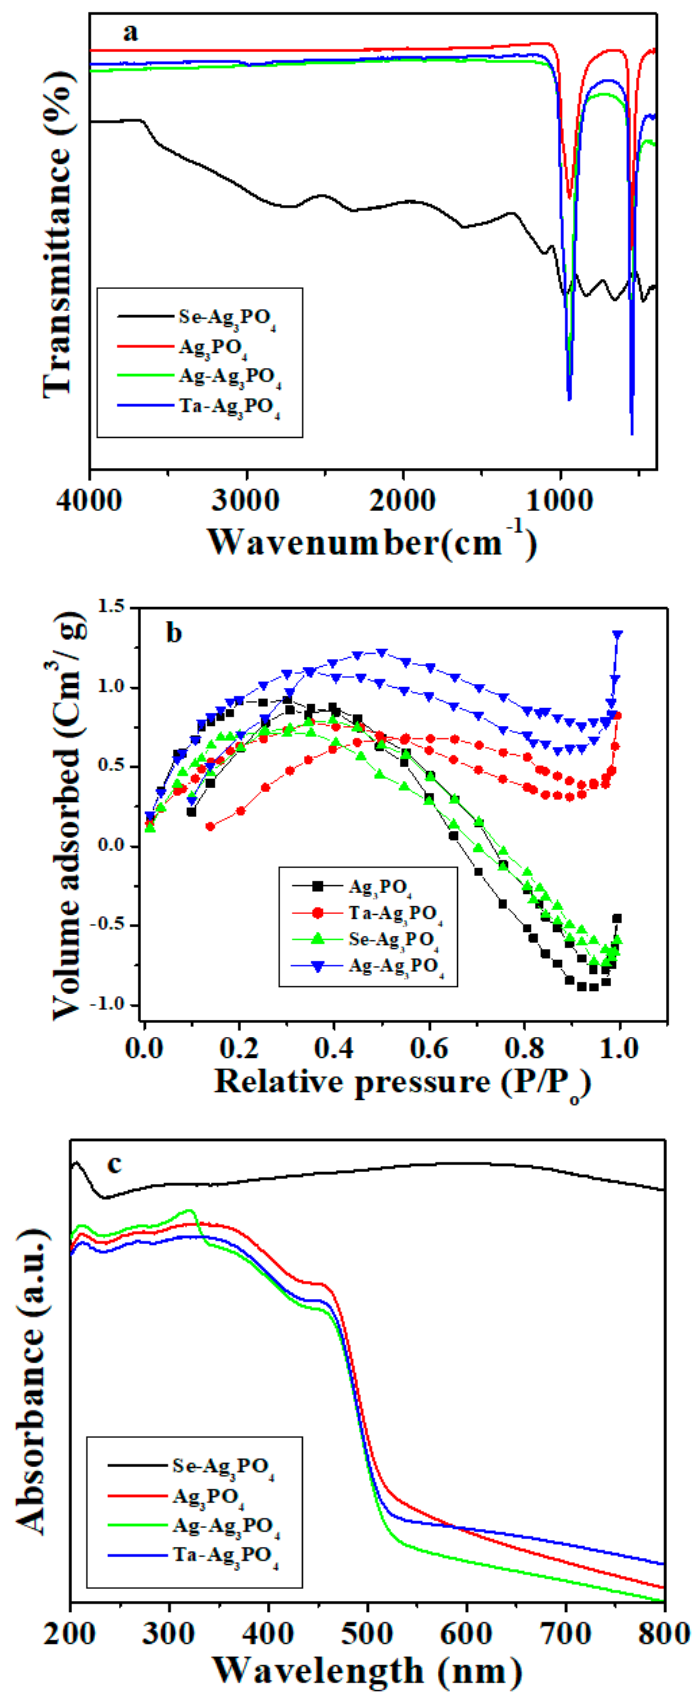 a
Transmittance (%)
Se-Ag₃PO₄
Ag₃PO₄
Ag-Ag₃PO₄
Ta-Ag₃PO₄
4000 3000 2000 1000
Wavenumber(cm⁻¹)
b
Volume adsorbed (Cm³/ g)
1.5
1.0
0.5
0.0
-0.5
-1.0
Ag₃PO₄
Ta-Ag₃PO₄
Se-Ag₃PO₄
Ag-Ag₃PO₄
0.0 0.2 0.4 0.6 0.8 1.0
Relative pressure (P/Pₒ)
c
Absorbance (a.u.)
Se-Ag₃PO₄
Ag₃PO₄
Ag-Ag₃PO₄
Ta-Ag₃PO₄
200 300 400 500 600 700 800
Wavelength (nm)